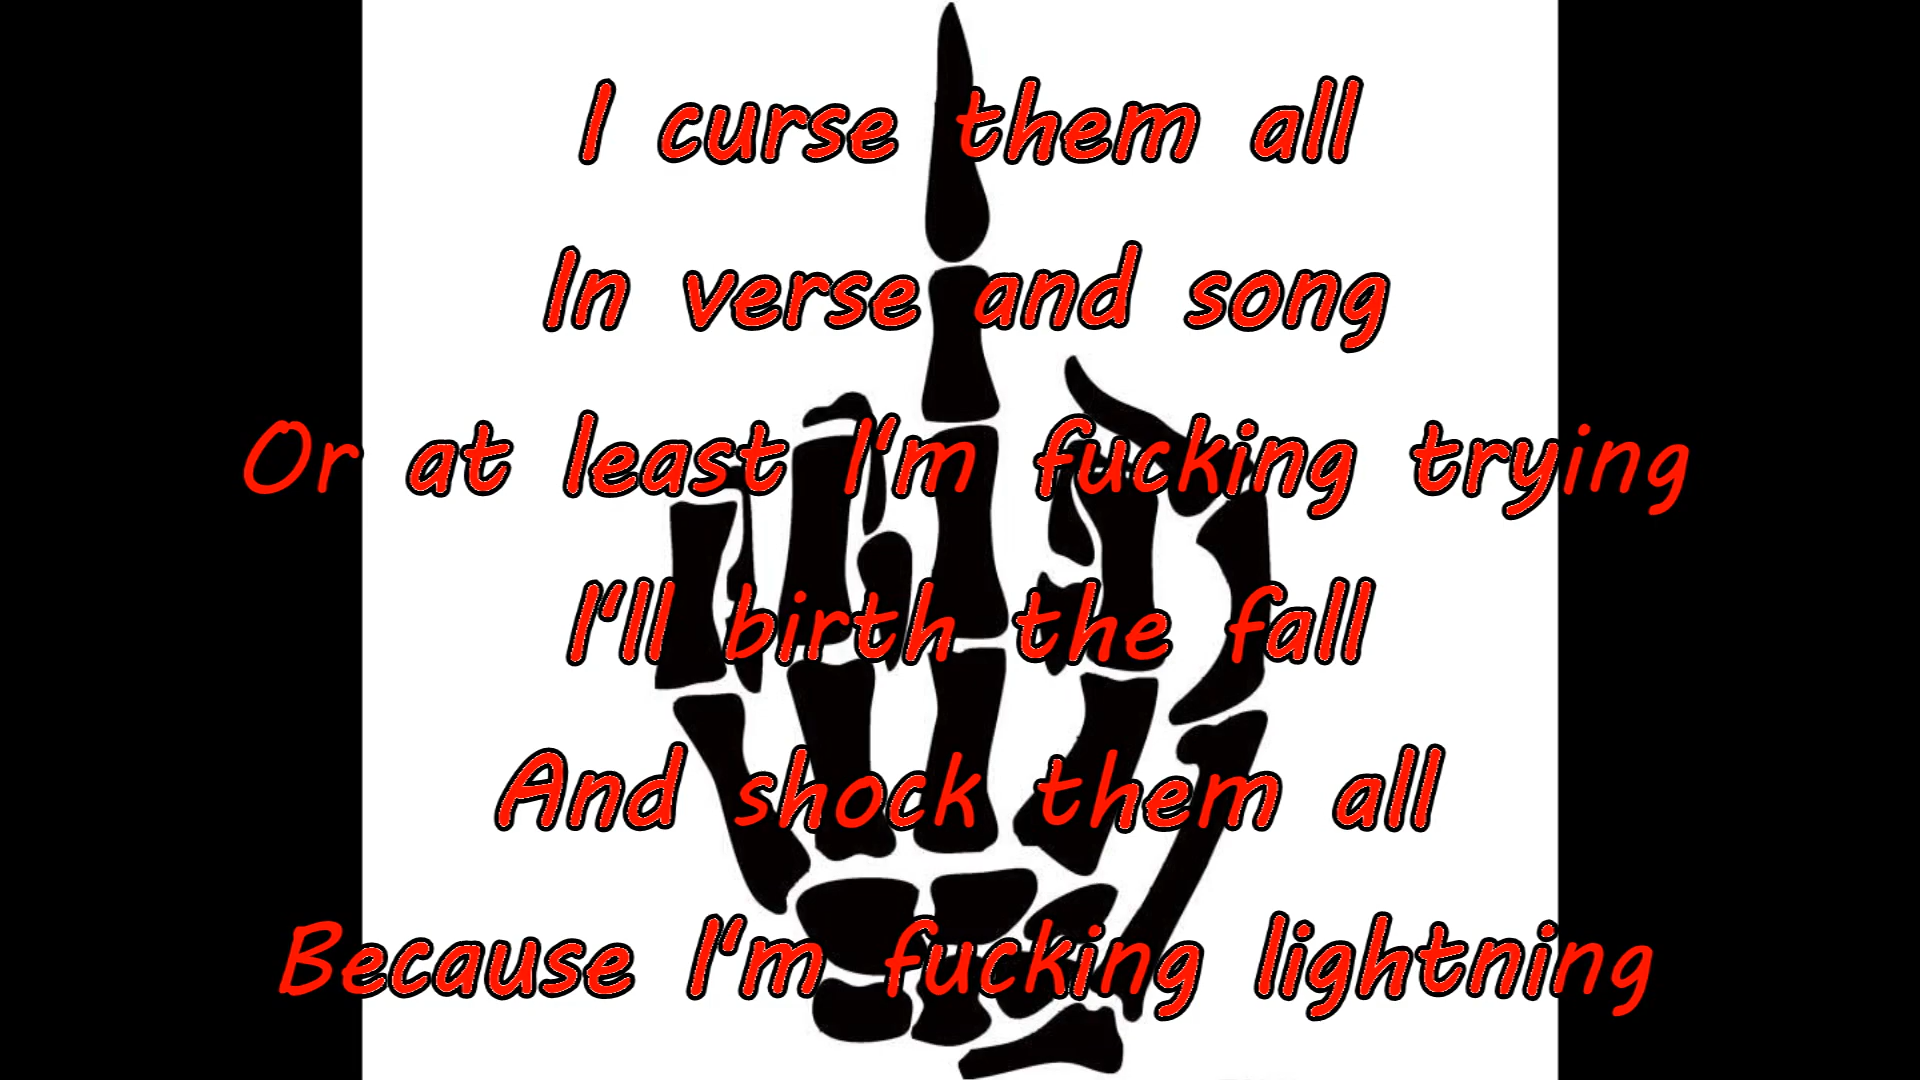 I curse them all
In verse and song
Or at least I'm fucking trying
I'll birth the fall
And shock them all
Because I'm fucking lightning